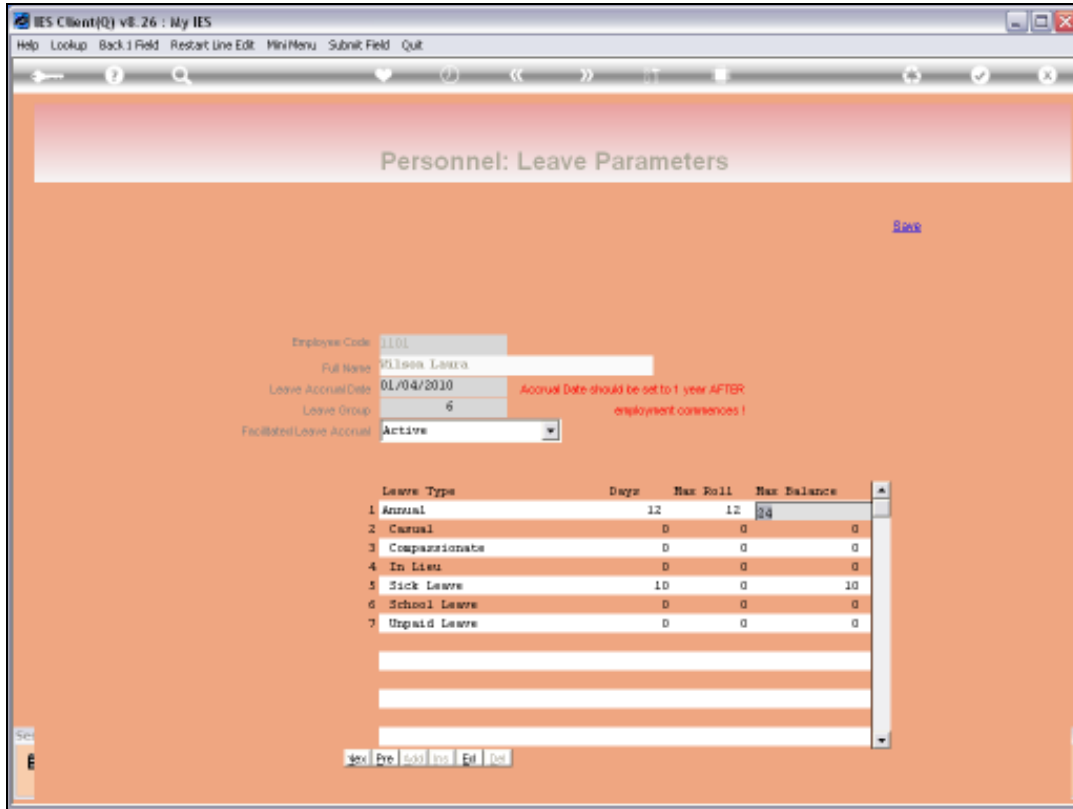 IES Client(Q) v8.26 : My IES
Help Lookup Back 1 Field Restart Line Edit MiniMenu Submit Field Quit
Personnel: Leave Parameters
Save
Employee Code 1101
Full Name Wilson Laura
Leave Accrual Date 01/04/2010 Accrual Date should be set to 1 year AFTER
Leave Group 6 employment commences !
Facilitated Leave Accrual Active
Leave Type Days Max Roll Max Balance
1 Annual 12 12 24
2 Casual 0 0 0
3 Compassionate 0 0 0
4 In Lieu 0 0 0
5 Sick Leave 10 0 10
6 School Leave 0 0 0
7 Unpaid Leave 0 0 0
Nex Pre Add Ins Del